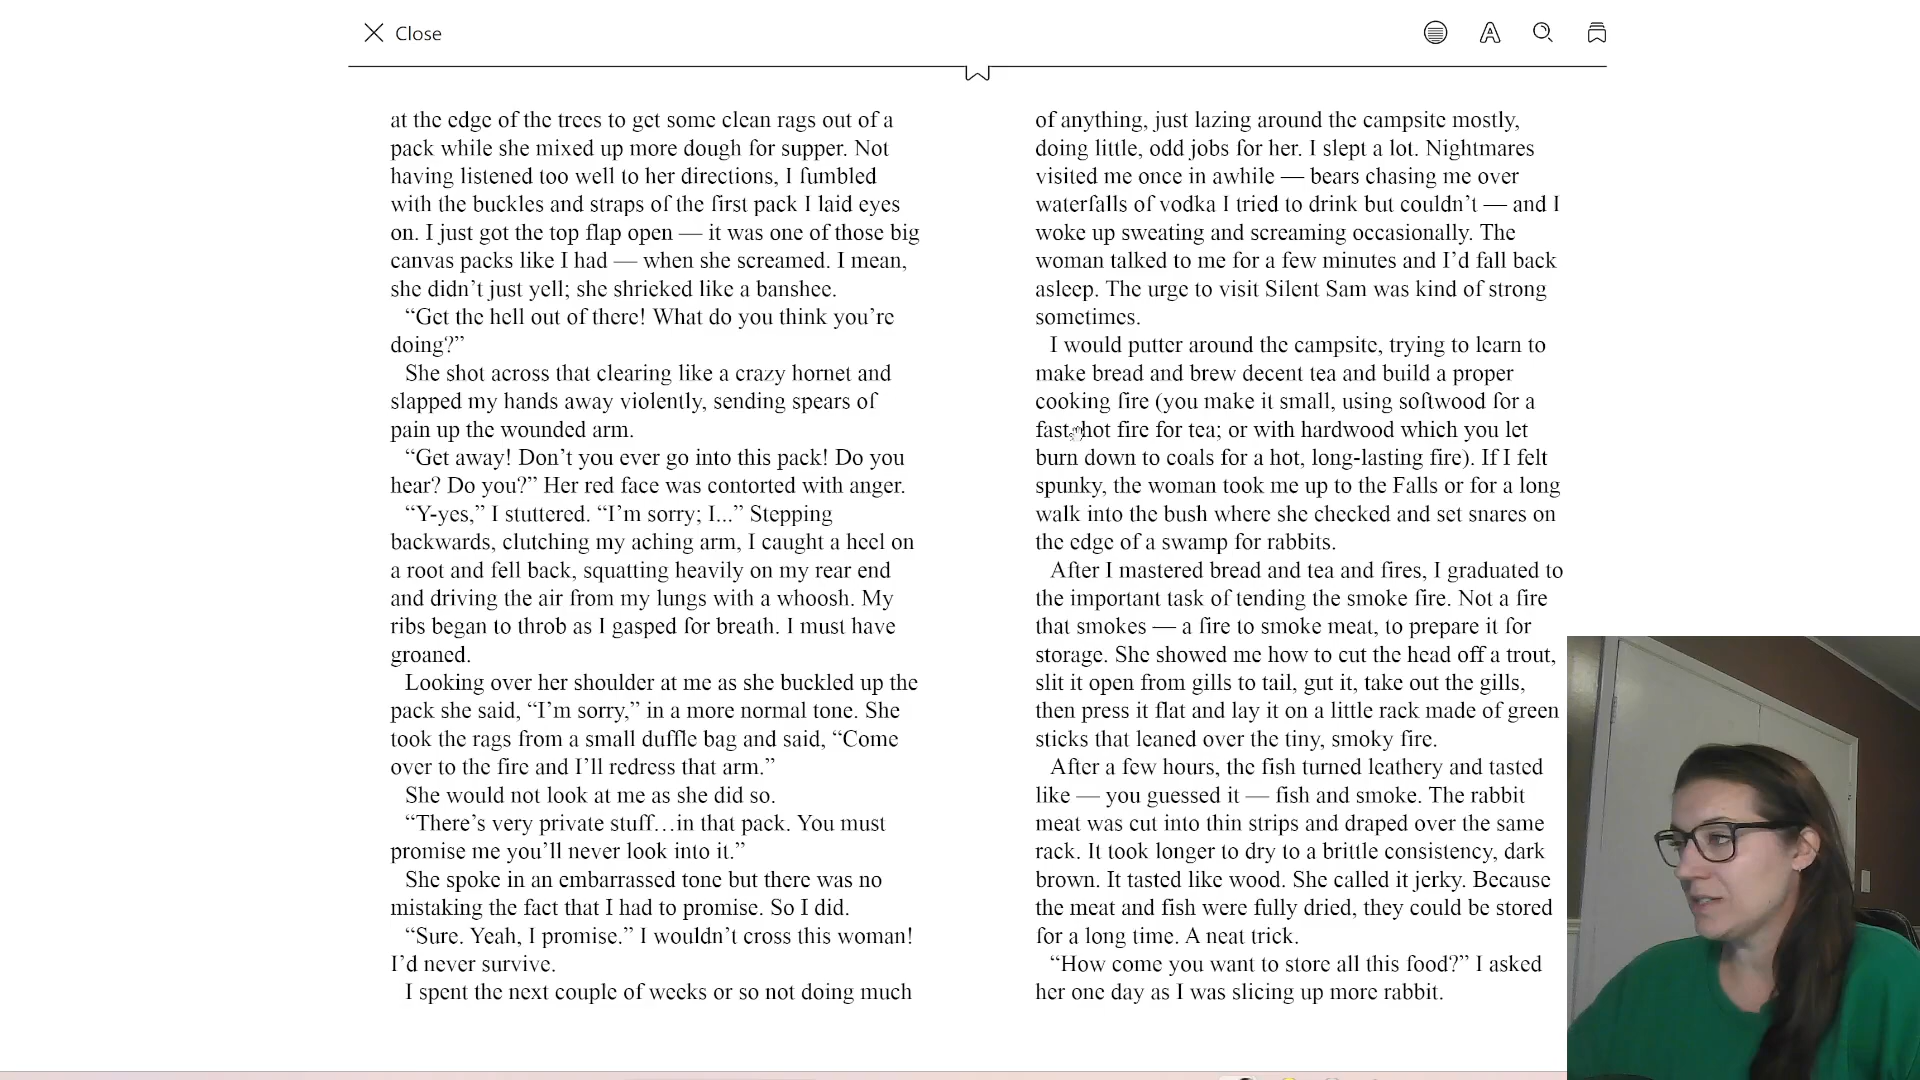 Close
at the edge of the trees to get some clean rags out of a
pack while she mixed up more dough for supper. Not
having listened too well to her directions, I fumbled
with the buckles and straps of the first pack I laid eyes
on. I just got the top flap open — it was one of those big
canvas packs like I had — when she screamed. I mean,
she didn’t just yell; she shrieked like a banshee.
“Get the hell out of there! What do you think you’re
doing?”
She shot across that clearing like a crazy hornet and
slapped my hands away violently, sending spears of
pain up the wounded arm.
“Get away! Don’t you ever go into this pack! Do you
hear? Do you?” Her red face was contorted with anger.
“Y-yes,” I stuttered. “I’m sorry; I...” Stepping
backwards, clutching my aching arm, I caught a heel on
a root and fell back, squatting heavily on my rear end
and driving the air from my lungs with a whoosh. My
ribs began to throb as I gasped for breath. I must have
groaned.
Looking over her shoulder at me as she buckled up the
pack she said, “I’m sorry,” in a more normal tone. She
took the rags from a small duffle bag and said, “Come
over to the fire and I’ll redress that arm.”
She would not look at me as she did so.
“There’s very private stuff…in that pack. You must
promise me you’ll never look into it.”
She spoke in an embarrassed tone but there was no
mistaking the fact that I had to promise. So I did.
“Sure. Yeah, I promise.” I wouldn’t cross this woman!
I’d never survive.
I spent the next couple of weeks or so not doing much
of anything, just lazing around the campsite mostly,
doing little, odd jobs for her. I slept a lot. Nightmares
visited me once in awhile — bears chasing me over
waterfalls of vodka I tried to drink but couldn’t — and I
woke up sweating and screaming occasionally. The
woman talked to me for a few minutes and I’d fall back
asleep. The urge to visit Silent Sam was kind of strong
sometimes.
I would putter around the campsite, trying to learn to
make bread and brew decent tea and build a proper
cooking fire (you make it small, using softwood for a
fast hot fire for tea; or with hardwood which you let
burn down to coals for a hot, long-lasting fire). If I felt
spunky, the woman took me up to the Falls or for a long
walk into the bush where she checked and set snares on
the edge of a swamp for rabbits.
After I mastered bread and tea and fires, I graduated to
the important task of tending the smoke fire. Not a fire
that smokes — a fire to smoke meat, to prepare it for
storage. She showed me how to cut the head off a trout,
slit it open from gills to tail, gut it, take out the gills,
then press it flat and lay it on a little rack made of green
sticks that leaned over the tiny, smoky fire.
After a few hours, the fish turned leathery and tasted
like — you guessed it — fish and smoke. The rabbit
meat was cut into thin strips and draped over the same
rack. It took longer to dry to a brittle consistency, dark
brown. It tasted like wood. She called it jerky. Because
the meat and fish were fully dried, they could be stored
for a long time. A neat trick.
“How come you want to store all this food?” I asked
her one day as I was slicing up more rabbit.